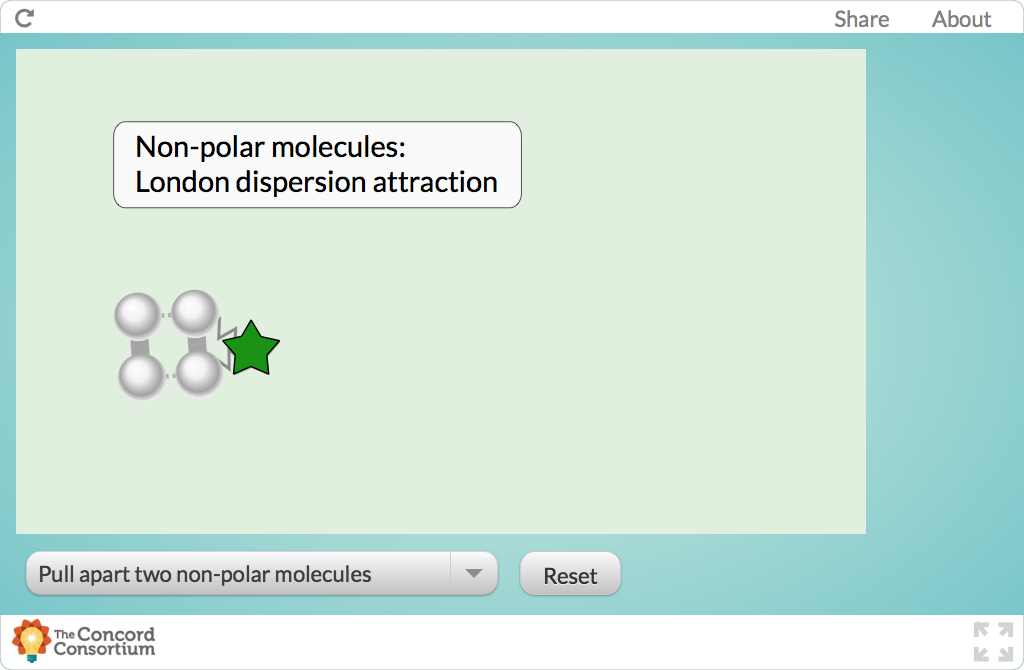 Share About
Non-polar molecules:
London dispersion attraction
Pull apart two non-polar molecules
Reset
The Concord
Consortium